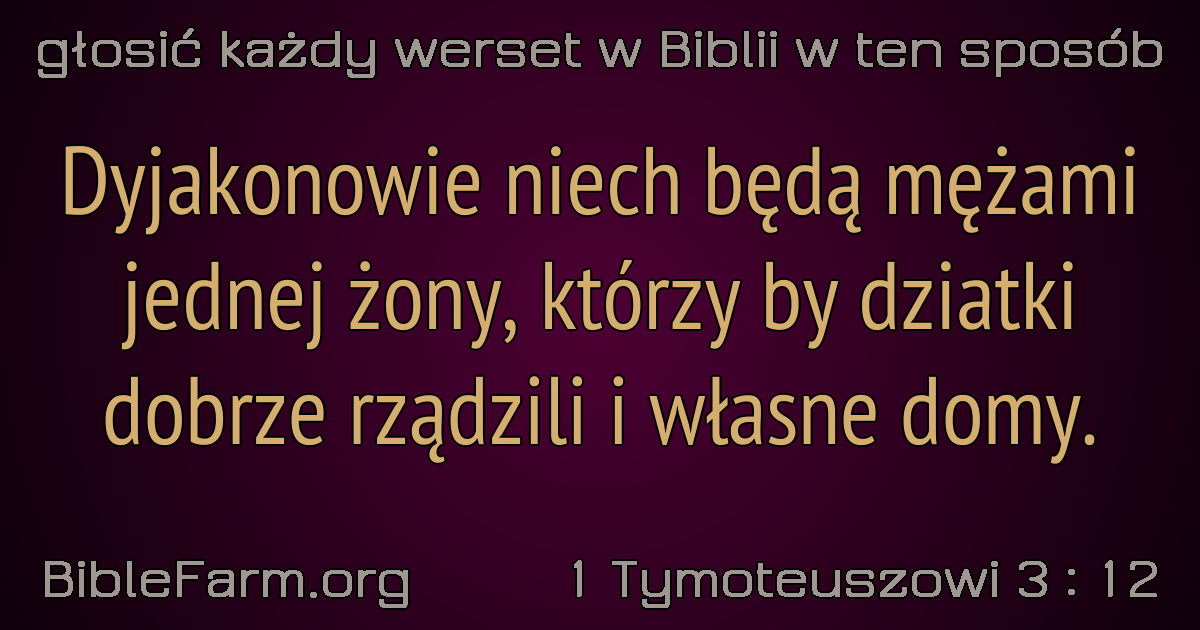 głosić każdy werset w Biblii w ten sposób
Dyjakonowie niech będą mężami
jednej żony, którzy by dziatki
dobrze rządzili i własne domy.
BibleFarm.org 1 Tymoteuszowi 3 : 12